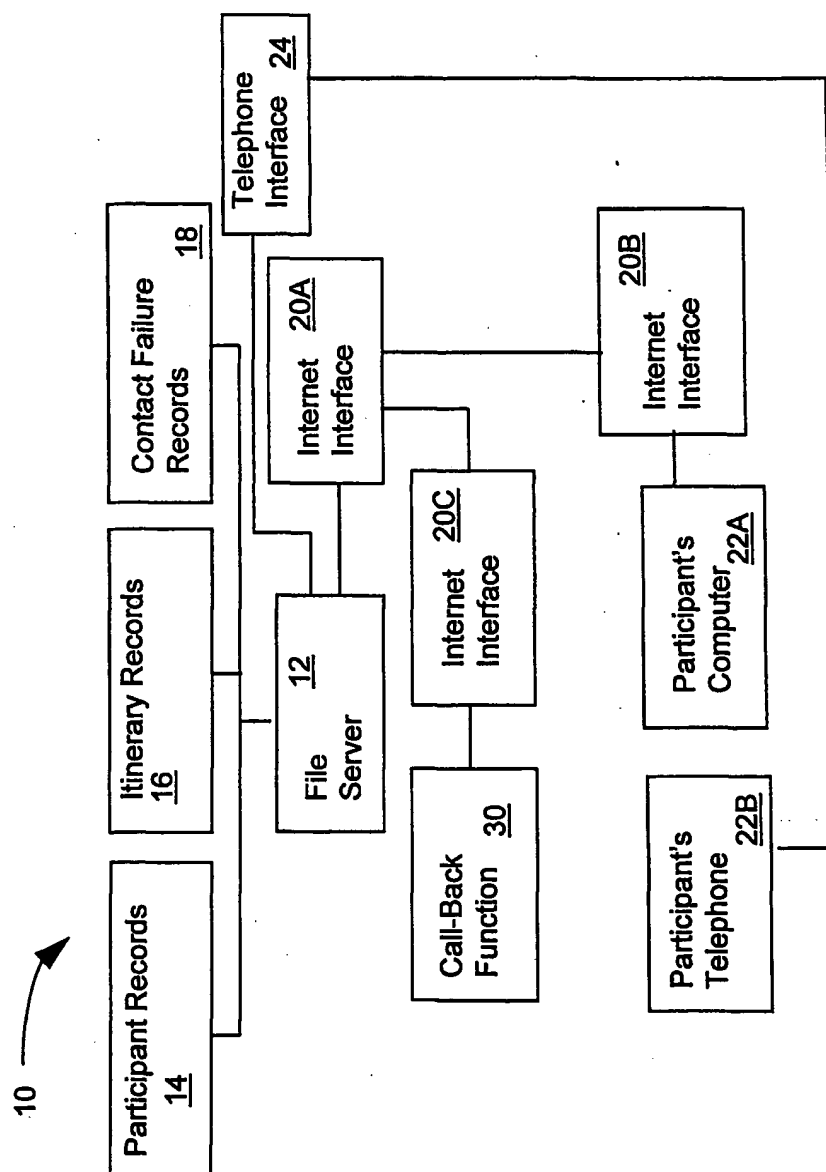 10
Participant Records
14
Itinerary Records
16
Contact Failure
Records
18
Telephone
Interface
24
File
Server
12
Internet
Interface
20A
Call-Back
Function
30
Internet
Interface
20C
Participant's
Telephone
22B
Participant's
Computer
22A
Internet
Interface
20B